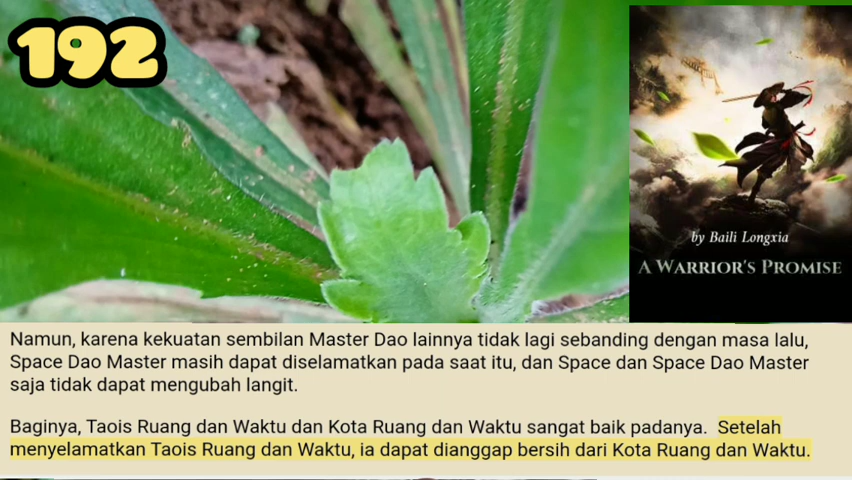 192
by Baili Longxia
A WARRIOR'S PROMISE
Namun, karena kekuatan sembilan Master Dao lainnya tidak lagi sebanding dengan masa lalu,
Space Dao Master masih dapat diselamatkan pada saat itu, dan Space dan Space Dao Master
saja tidak dapat mengubah langit.
Baginya, Taois Ruang dan Waktu dan Kota Ruang dan Waktu sangat baik padanya. Setelah
menyelamatkan Taois Ruang dan Waktu, ia dapat dianggap bersih dari Kota Ruang dan Waktu.